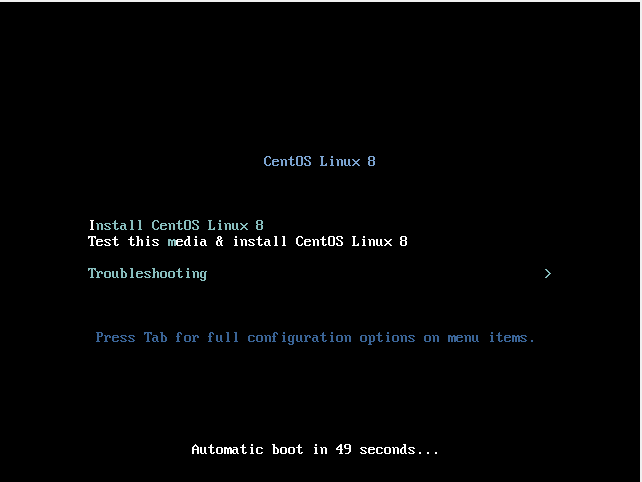 CentOS Linux 8
Install CentOS Linux 8
Test this media & install CentOS Linux 8
Troubleshooting >
Press Tab for full configuration options on menu items.
Automatic boot in 49 seconds...